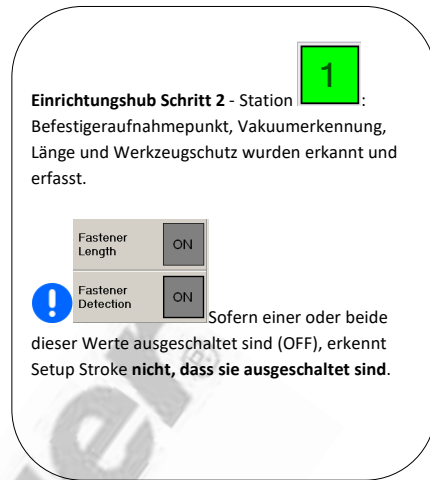 1
Einrichtungshub Schritt 2 - Station :
Befestigeraufnahmepunkt, Vakuumerkennung,
Länge und Werkzeugschutz wurden erkannt und
erfasst.
Fastener
Length
ON
Fastener
Detection
ON
! Sofern einer oder beide
dieser Werte ausgeschaltet sind (OFF), erkennt
Setup Stroke nicht, dass sie ausgeschaltet sind.
®